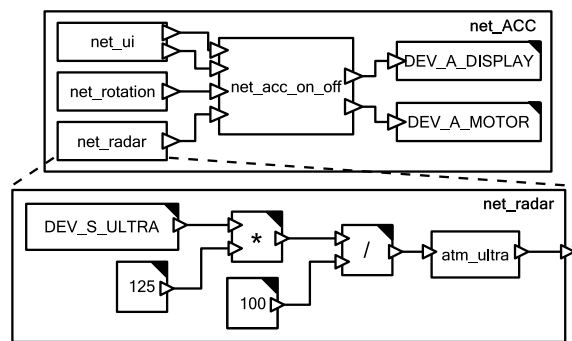 net_ACC
net_ui
net_rotation
net_radar
net_acc_on_off
DEV_A_DISPLAY
DEV_A_MOTOR
net_radar
DEV_S_ULTRA
*
125
100
/
atm_ultra